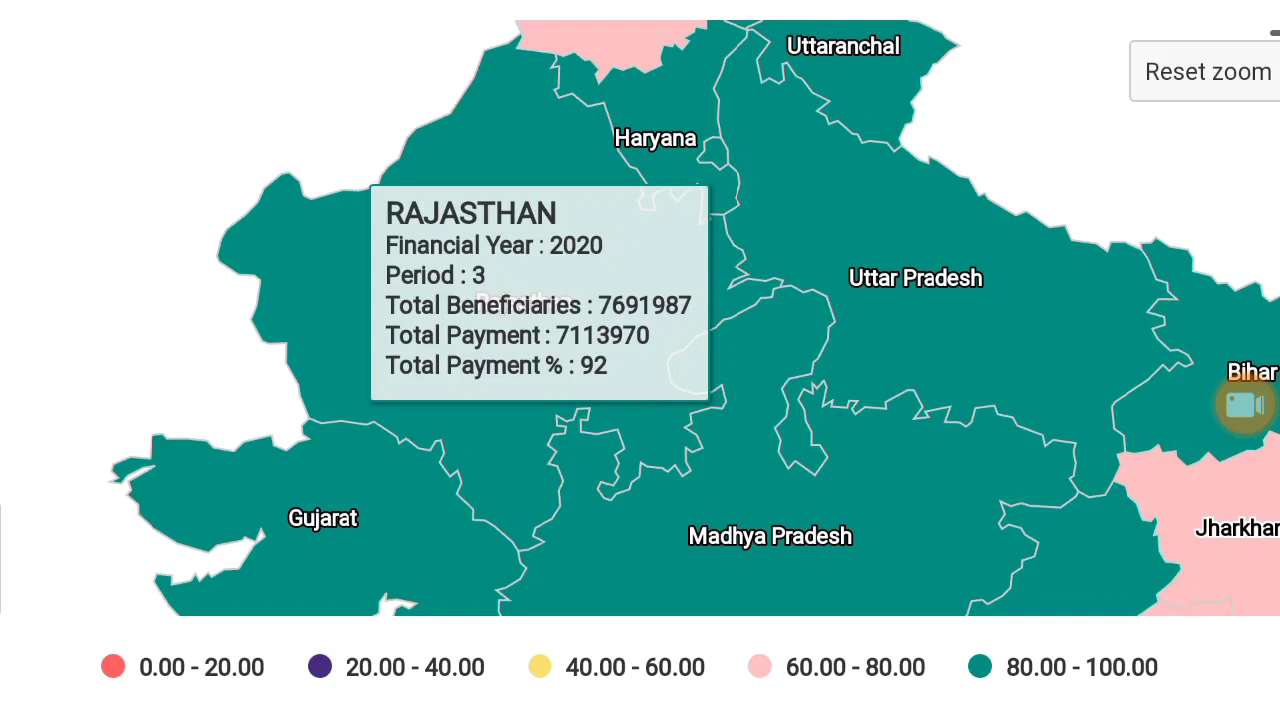 Uttaranchal
Reset zoom
Haryana
RAJASTHAN
Financial Year : 2020
Period : 3
Total Beneficiaries : 7691987
Total Payment : 7113970
Total Payment % : 92
Uttar Pradesh
Bihar
Gujarat
Madhya Pradesh
Jharkhar
0.00 - 20.00
20.00 - 40.00
40.00 - 60.00
60.00 - 80.00
80.00 - 100.00